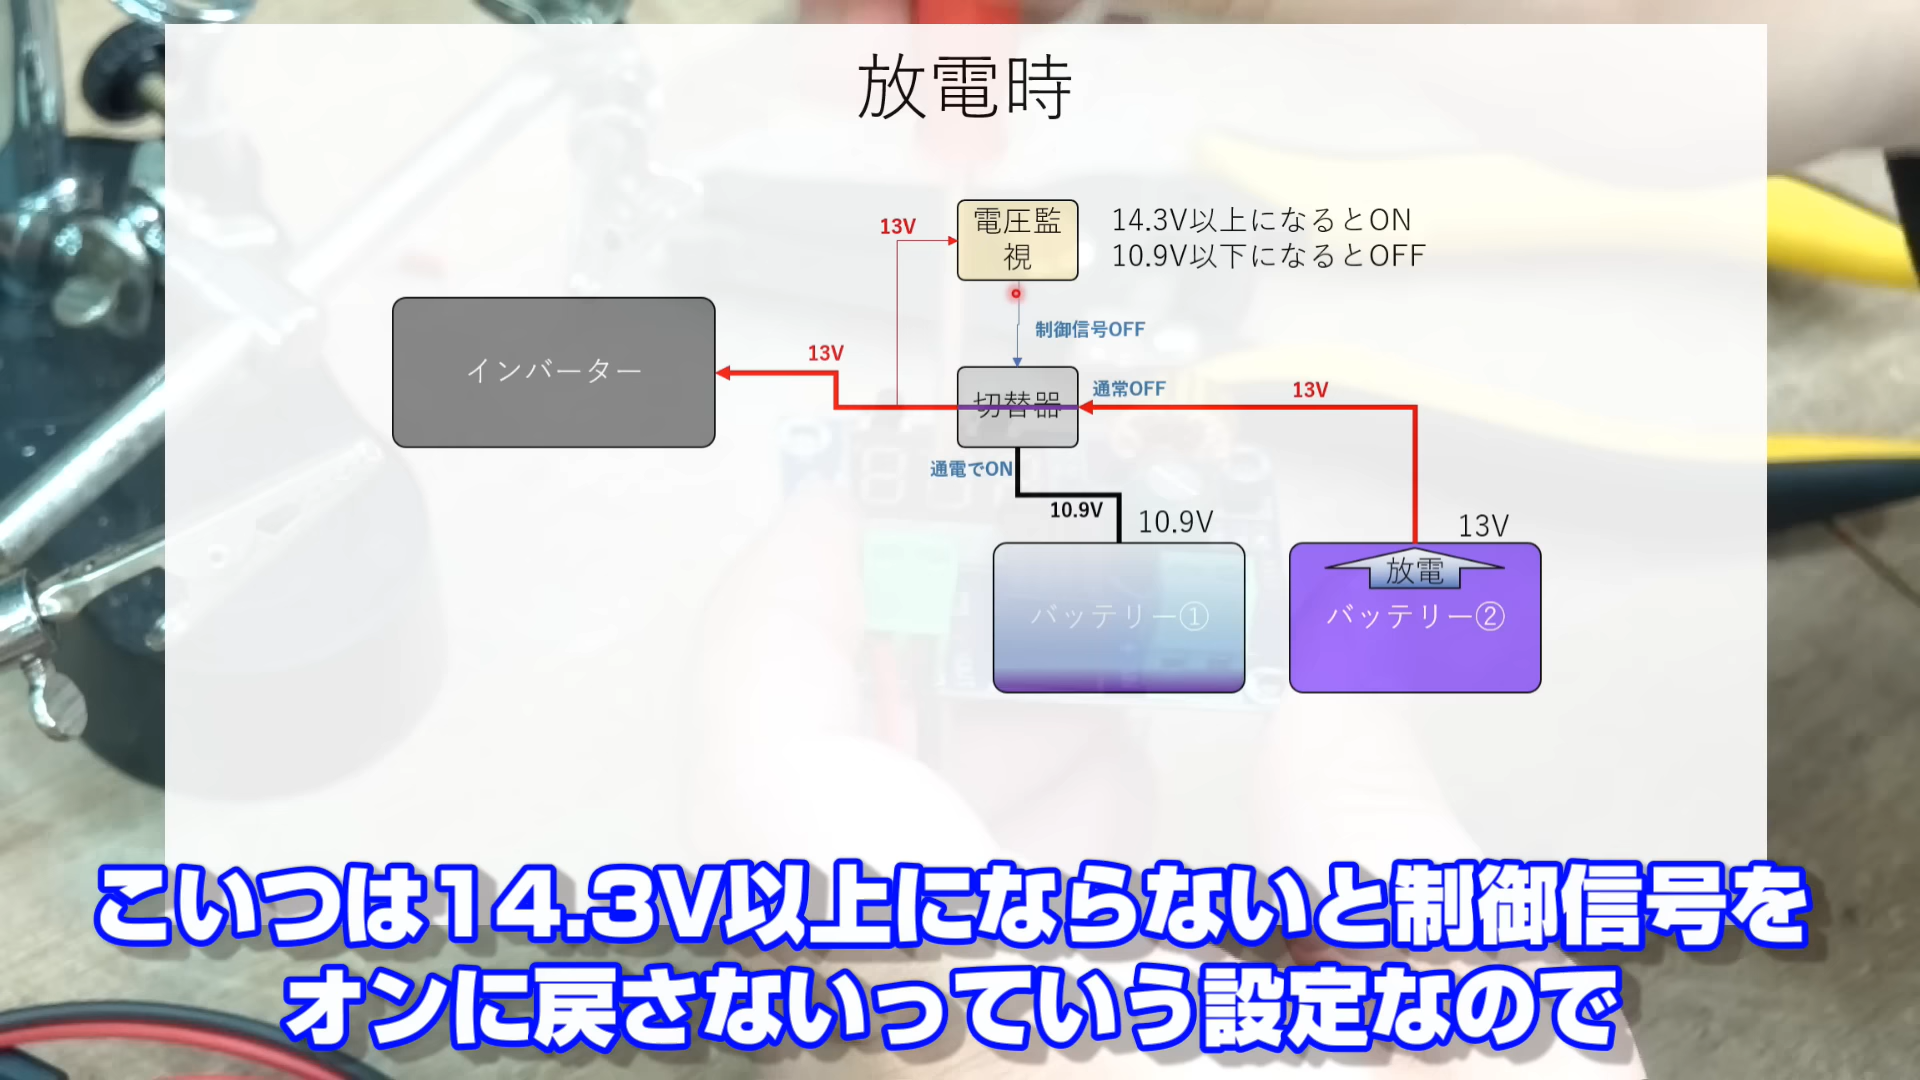 放電時
13V
電圧監
視
14.3V以上になるとON
10.9V以下になるとOFF
制御信号OFF
インバーター
13V
切替器
通常OFF
13V
通電でON
10.9V
10.9V
13V
放電
バッテリー①
バッテリー②
こいつは14.3V以上にならないと制御信号を
オンに戻さないっていう設定なので